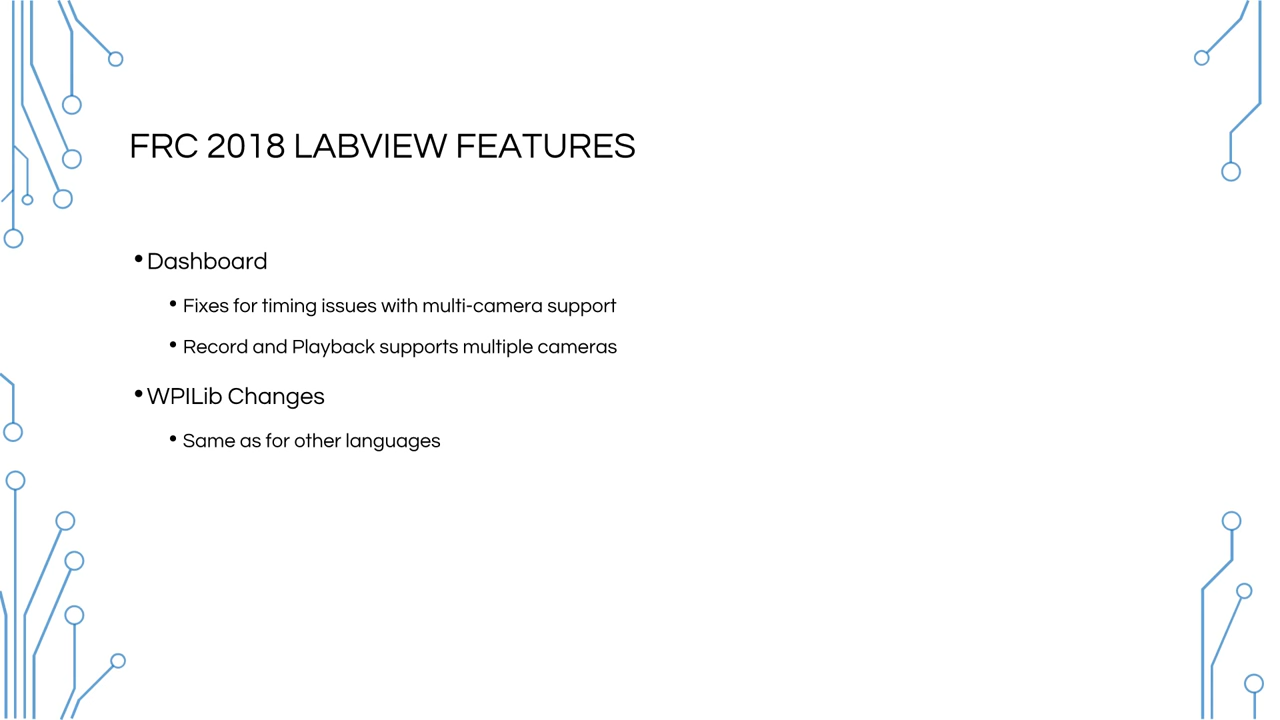 FRC 2018 LABVIEW FEATURES
•Dashboard
• Fixes for timing issues with multi-camera support
• Record and Playback supports multiple cameras
•WPILib Changes
• Same as for other languages